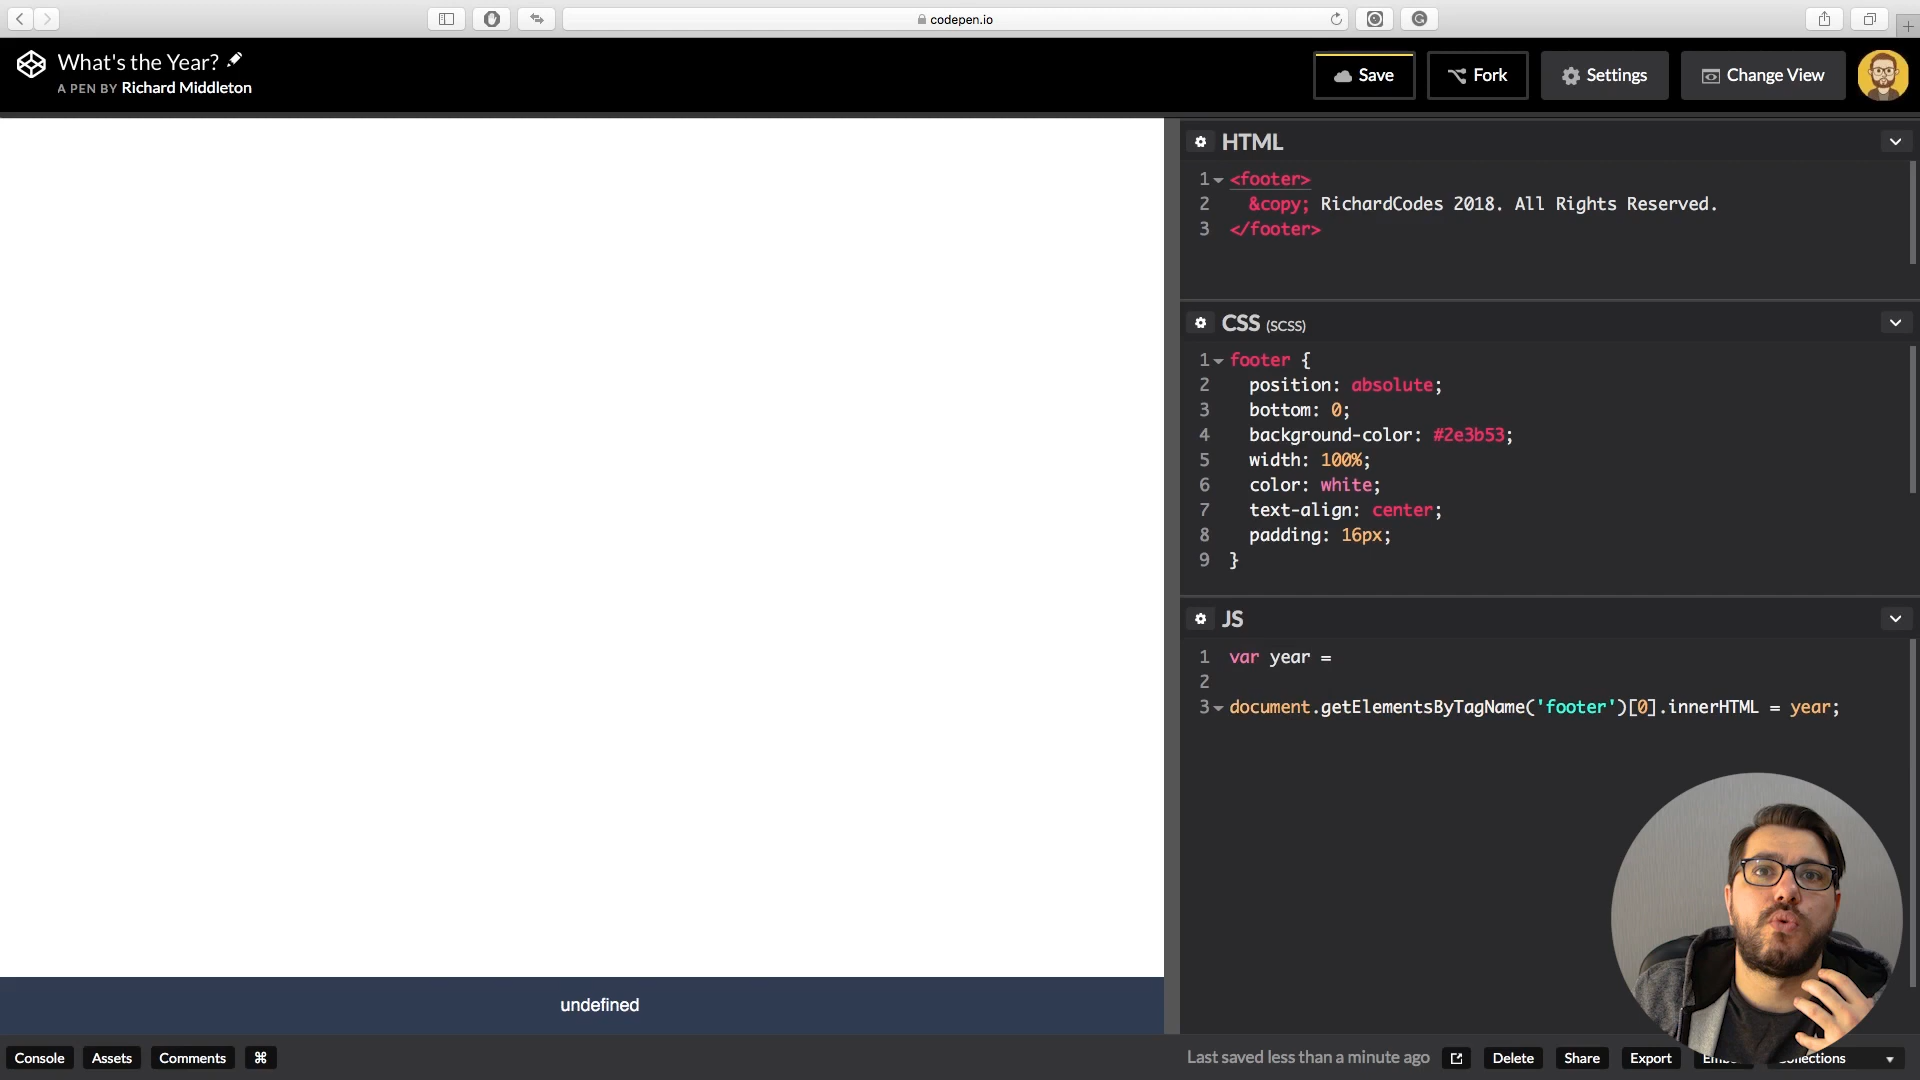 codepen.io
What's the Year?
A PEN BY Richard Middleton
Save
Fork
Settings
Change View
HTML
1 <footer>
2 &copy; RichardCodes 2018. All Rights Reserved.
3 </footer>
CSS (SCSS)
1 footer {
2 position: absolute;
3 bottom: 0;
4 background-color: #2e3b53;
5 width: 100%;
6 color: white;
7 text-align: center;
8 padding: 16px;
9 }
JS
1 var year =
2
3 document.getElementsByTagName('footer')[0].innerHTML = year;
undefined
Console
Assets
Comments
⌘
Last saved less than a minute ago
Delete
Share
Export